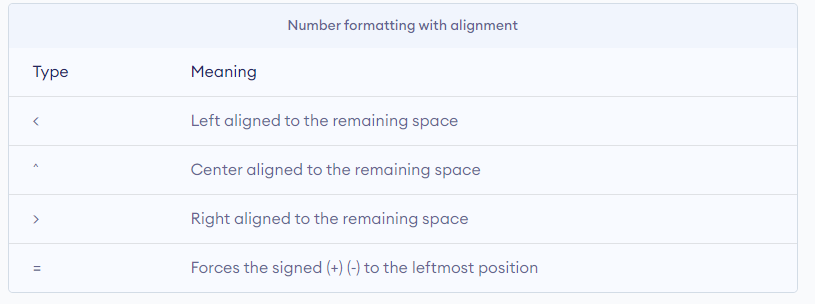 Number formatting with alignment
Type Meaning
< Left aligned to the remaining space
^ Center aligned to the remaining space
> Right aligned to the remaining space
= Forces the signed (+) (-) to the leftmost position